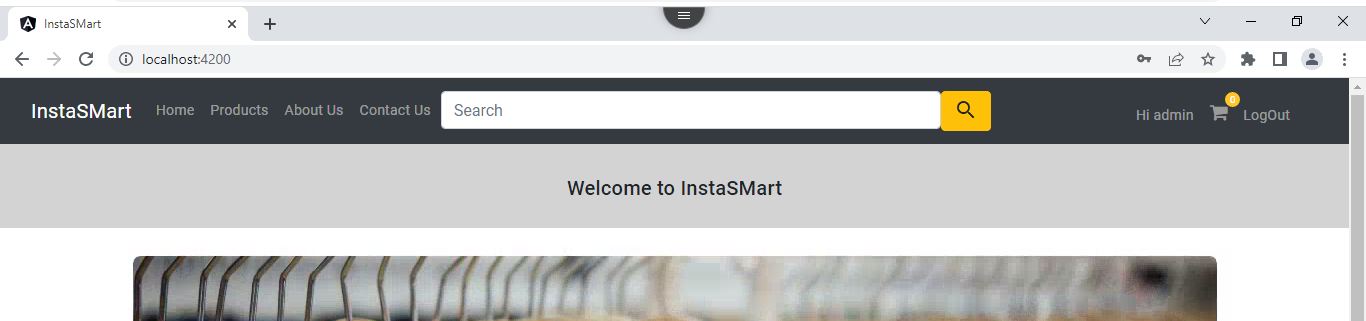 InstaSMart
localhost:4200
InstaSMart Home Products About Us Contact Us Search Hi admin 0 LogOut
Welcome to InstaSMart